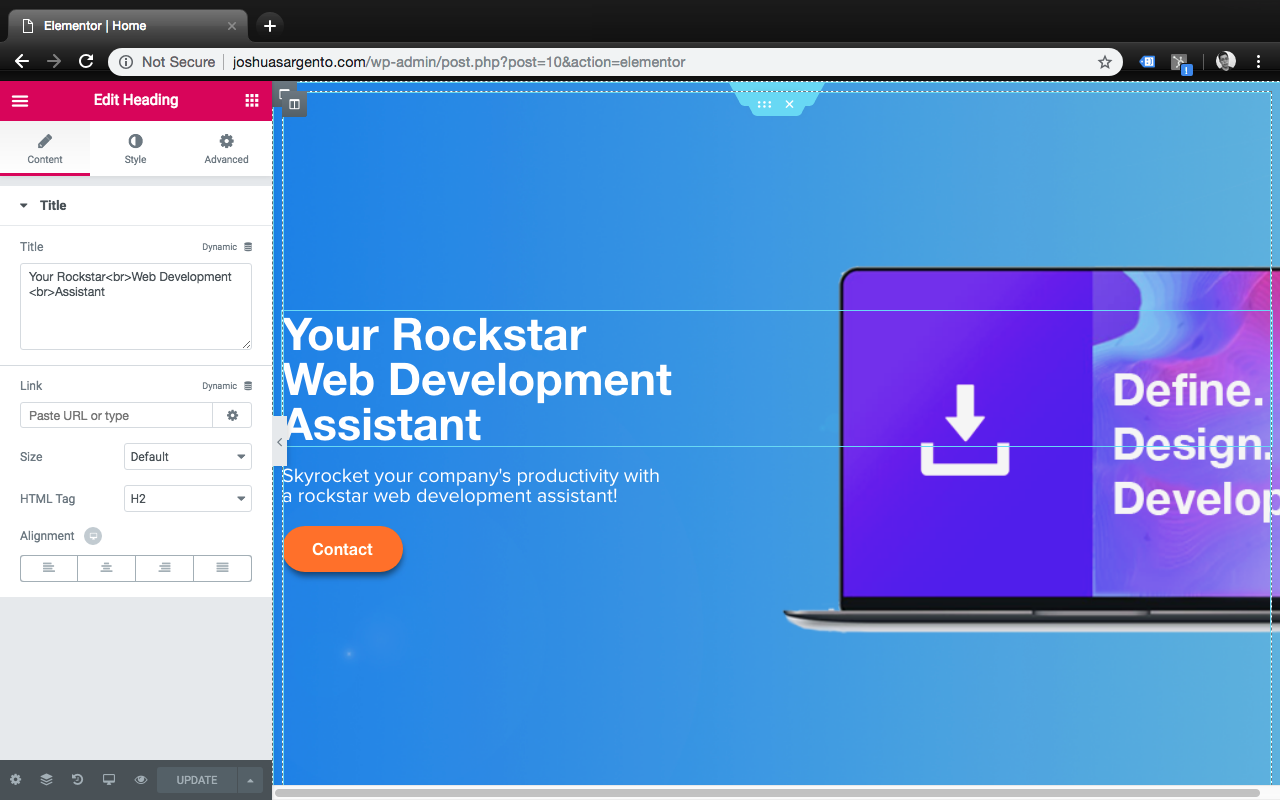 Elementor | Home
Not Secure
joshuasargento.com/wp-admin/post.php?post=10&action=elementor
Edit Heading
Content
Style
Advanced
Title
Title
Dynamic
Your Rockstar<br>Web Development
<br>Assistant
Link
Dynamic
Paste URL or type
Size
Default
HTML Tag
H2
Alignment
UPDATE
Your Rockstar
Web Development
Assistant
Skyrocket your company's productivity with
a rockstar web development assistant!
Contact
Define.
Design.
Develop